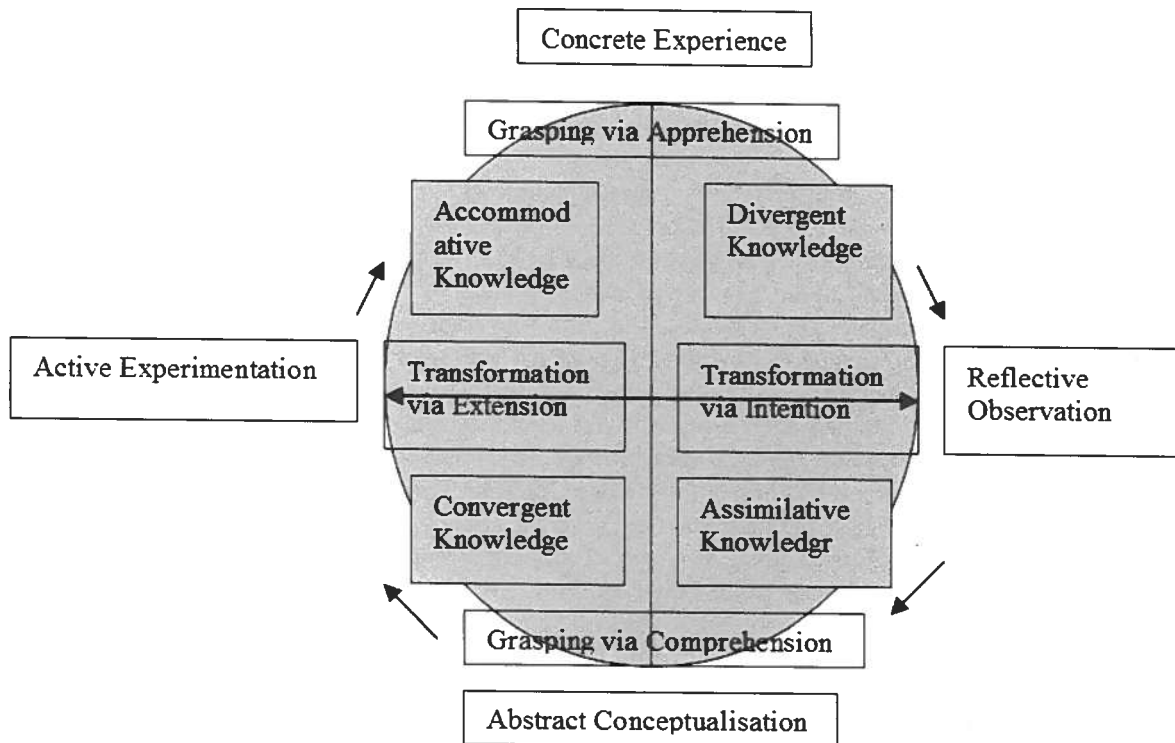 Concrete Experience
Grasping via Apprehension
Accommod
ative
Knowledge
Divergent
Knowledge
Active Experimentation
Transformation
via Extension
Transformation
via Intention
Reflective
Observation
Convergent
Knowledge
Assimilative
Knowledgr
Grasping via Comprehension
Abstract Conceptualisation